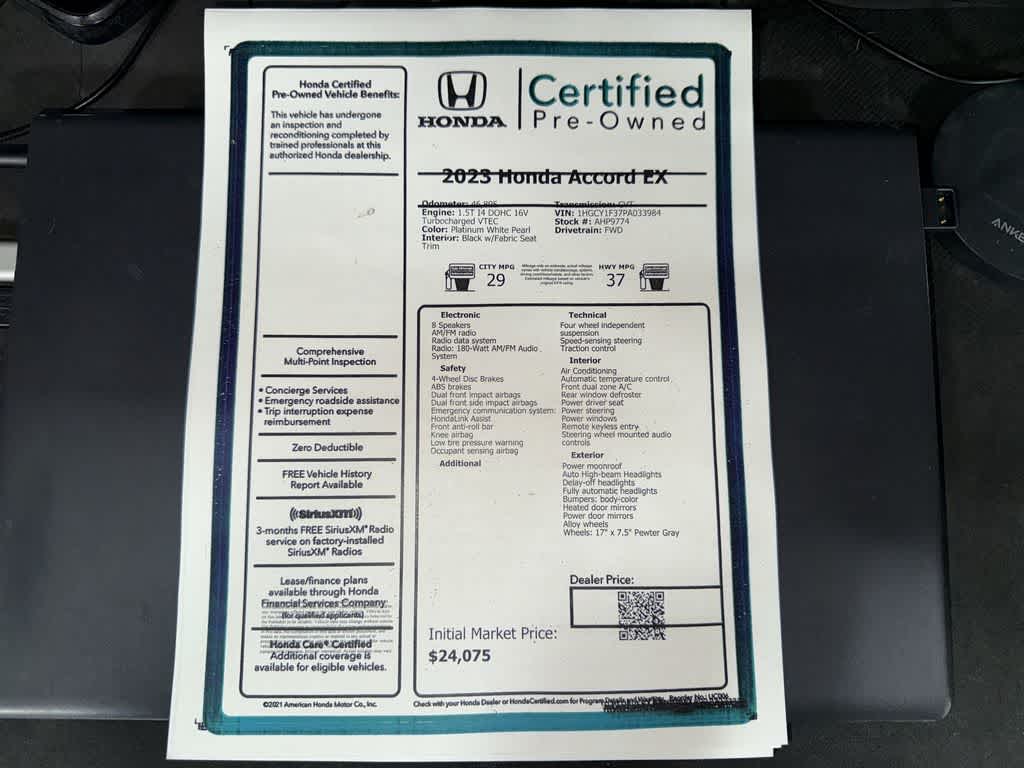 Honda Certified
Pre-Owned Vehicle Benefits:
This vehicle has undergone
an inspection and
reconditioning completed by
trained professionals at this
authorized Honda dealership.
Comprehensive
Multi-Point Inspection
• Concierge Services
• Emergency roadside assistance
• Trip interruption expense
reimbursement
Zero Deductible
FREE Vehicle History
Report Available
((SiriusXM))
3-months FREE SiriusXM® Radio
service on factory-installed
SiriusXM® Radios
Lease/finance plans
available through Honda
Financial Services Company
(for qualified applicants)
Honda Care® Certified
Additional coverage is
available for eligible vehicles.
©2021 American Honda Motor Co., Inc.
HONDA
Certified
Pre-Owned
2023 Honda Accord EX
Odometer: 46,895
Engine: 1.5T I4 DOHC 16V
Turbocharged VTEC
Color: Platinum White Pearl
Interior: Black w/Fabric Seat
Trim
Transmission: CVT
VIN: 1HGCY1F37PA033984
Stock #: AHP9774
Drivetrain: FWD
CITY MPG
29
HWY MPG
37
Electronic
8 Speakers
AM/FM radio
Radio data system
Radio: 180-Watt AM/FM Audio
System
Safety
4-Wheel Disc Brakes
ABS brakes
Dual front impact airbags
Dual front side impact airbags
Emergency communication system:
HondaLink Assist
Front anti-roll bar
Knee airbag
Low tire pressure warning
Occupant sensing airbag
Additional
Technical
Four wheel independent
suspension
Speed-sensing steering
Traction control
Interior
Air Conditioning
Automatic temperature control
Front dual zone A/C
Rear window defroster
Power driver seat
Power steering
Power windows
Remote keyless entry
Steering wheel mounted audio
controls
Exterior
Power moonroof
Auto High-beam Headlights
Delay-off headlights
Fully automatic headlights
Bumpers: body-color
Heated door mirrors
Power door mirrors
Alloy wheels
Wheels: 17" x 7.5" Pewter Gray
Dealer Price:
Initial Market Price:
$24,075
Check with your Honda Dealer or HondaCertified.com for Program Details and Warranty. Reorder No.: UC006
ANKE